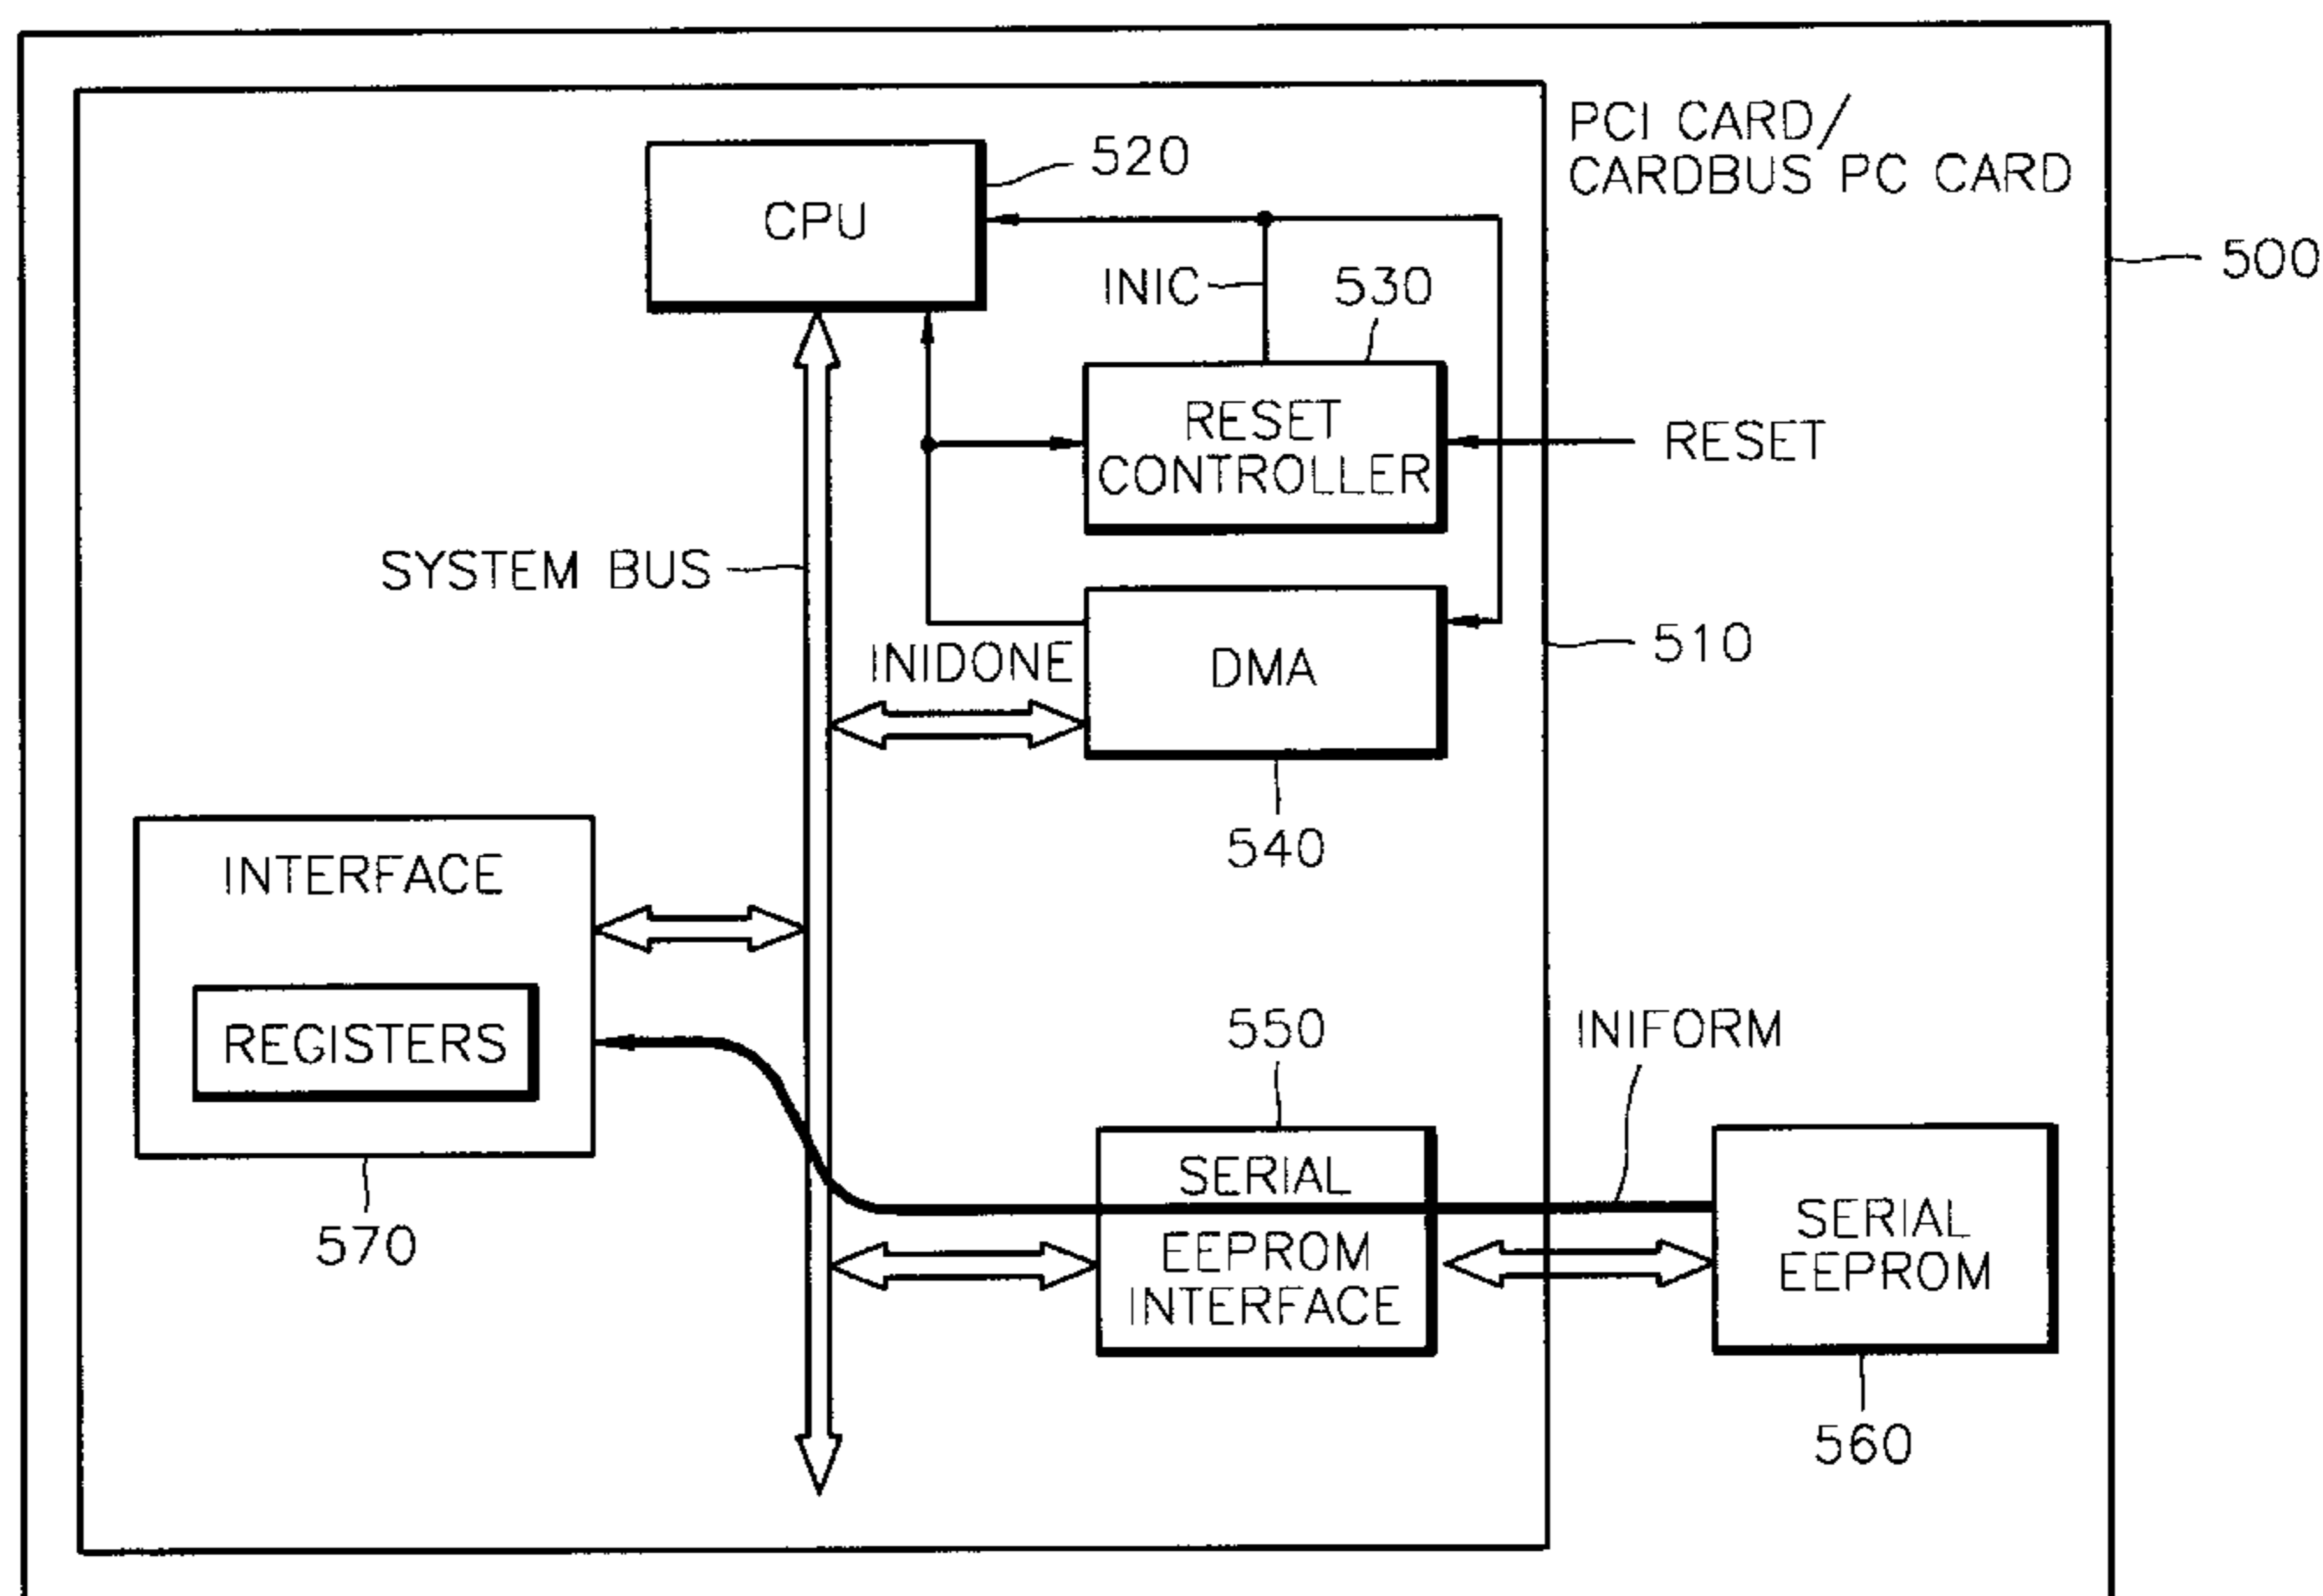 PCI CARD/
CARDBUS PC CARD
520
CPU
500
INIC
530
RESET
CONTROLLER
RESET
SYSTEM BUS
510
INIDONE
DMA
540
INTERFACE
REGISTERS
550
INIFORM
SERIAL
EEPROM
INTERFACE
SERIAL
EEPROM
570
560